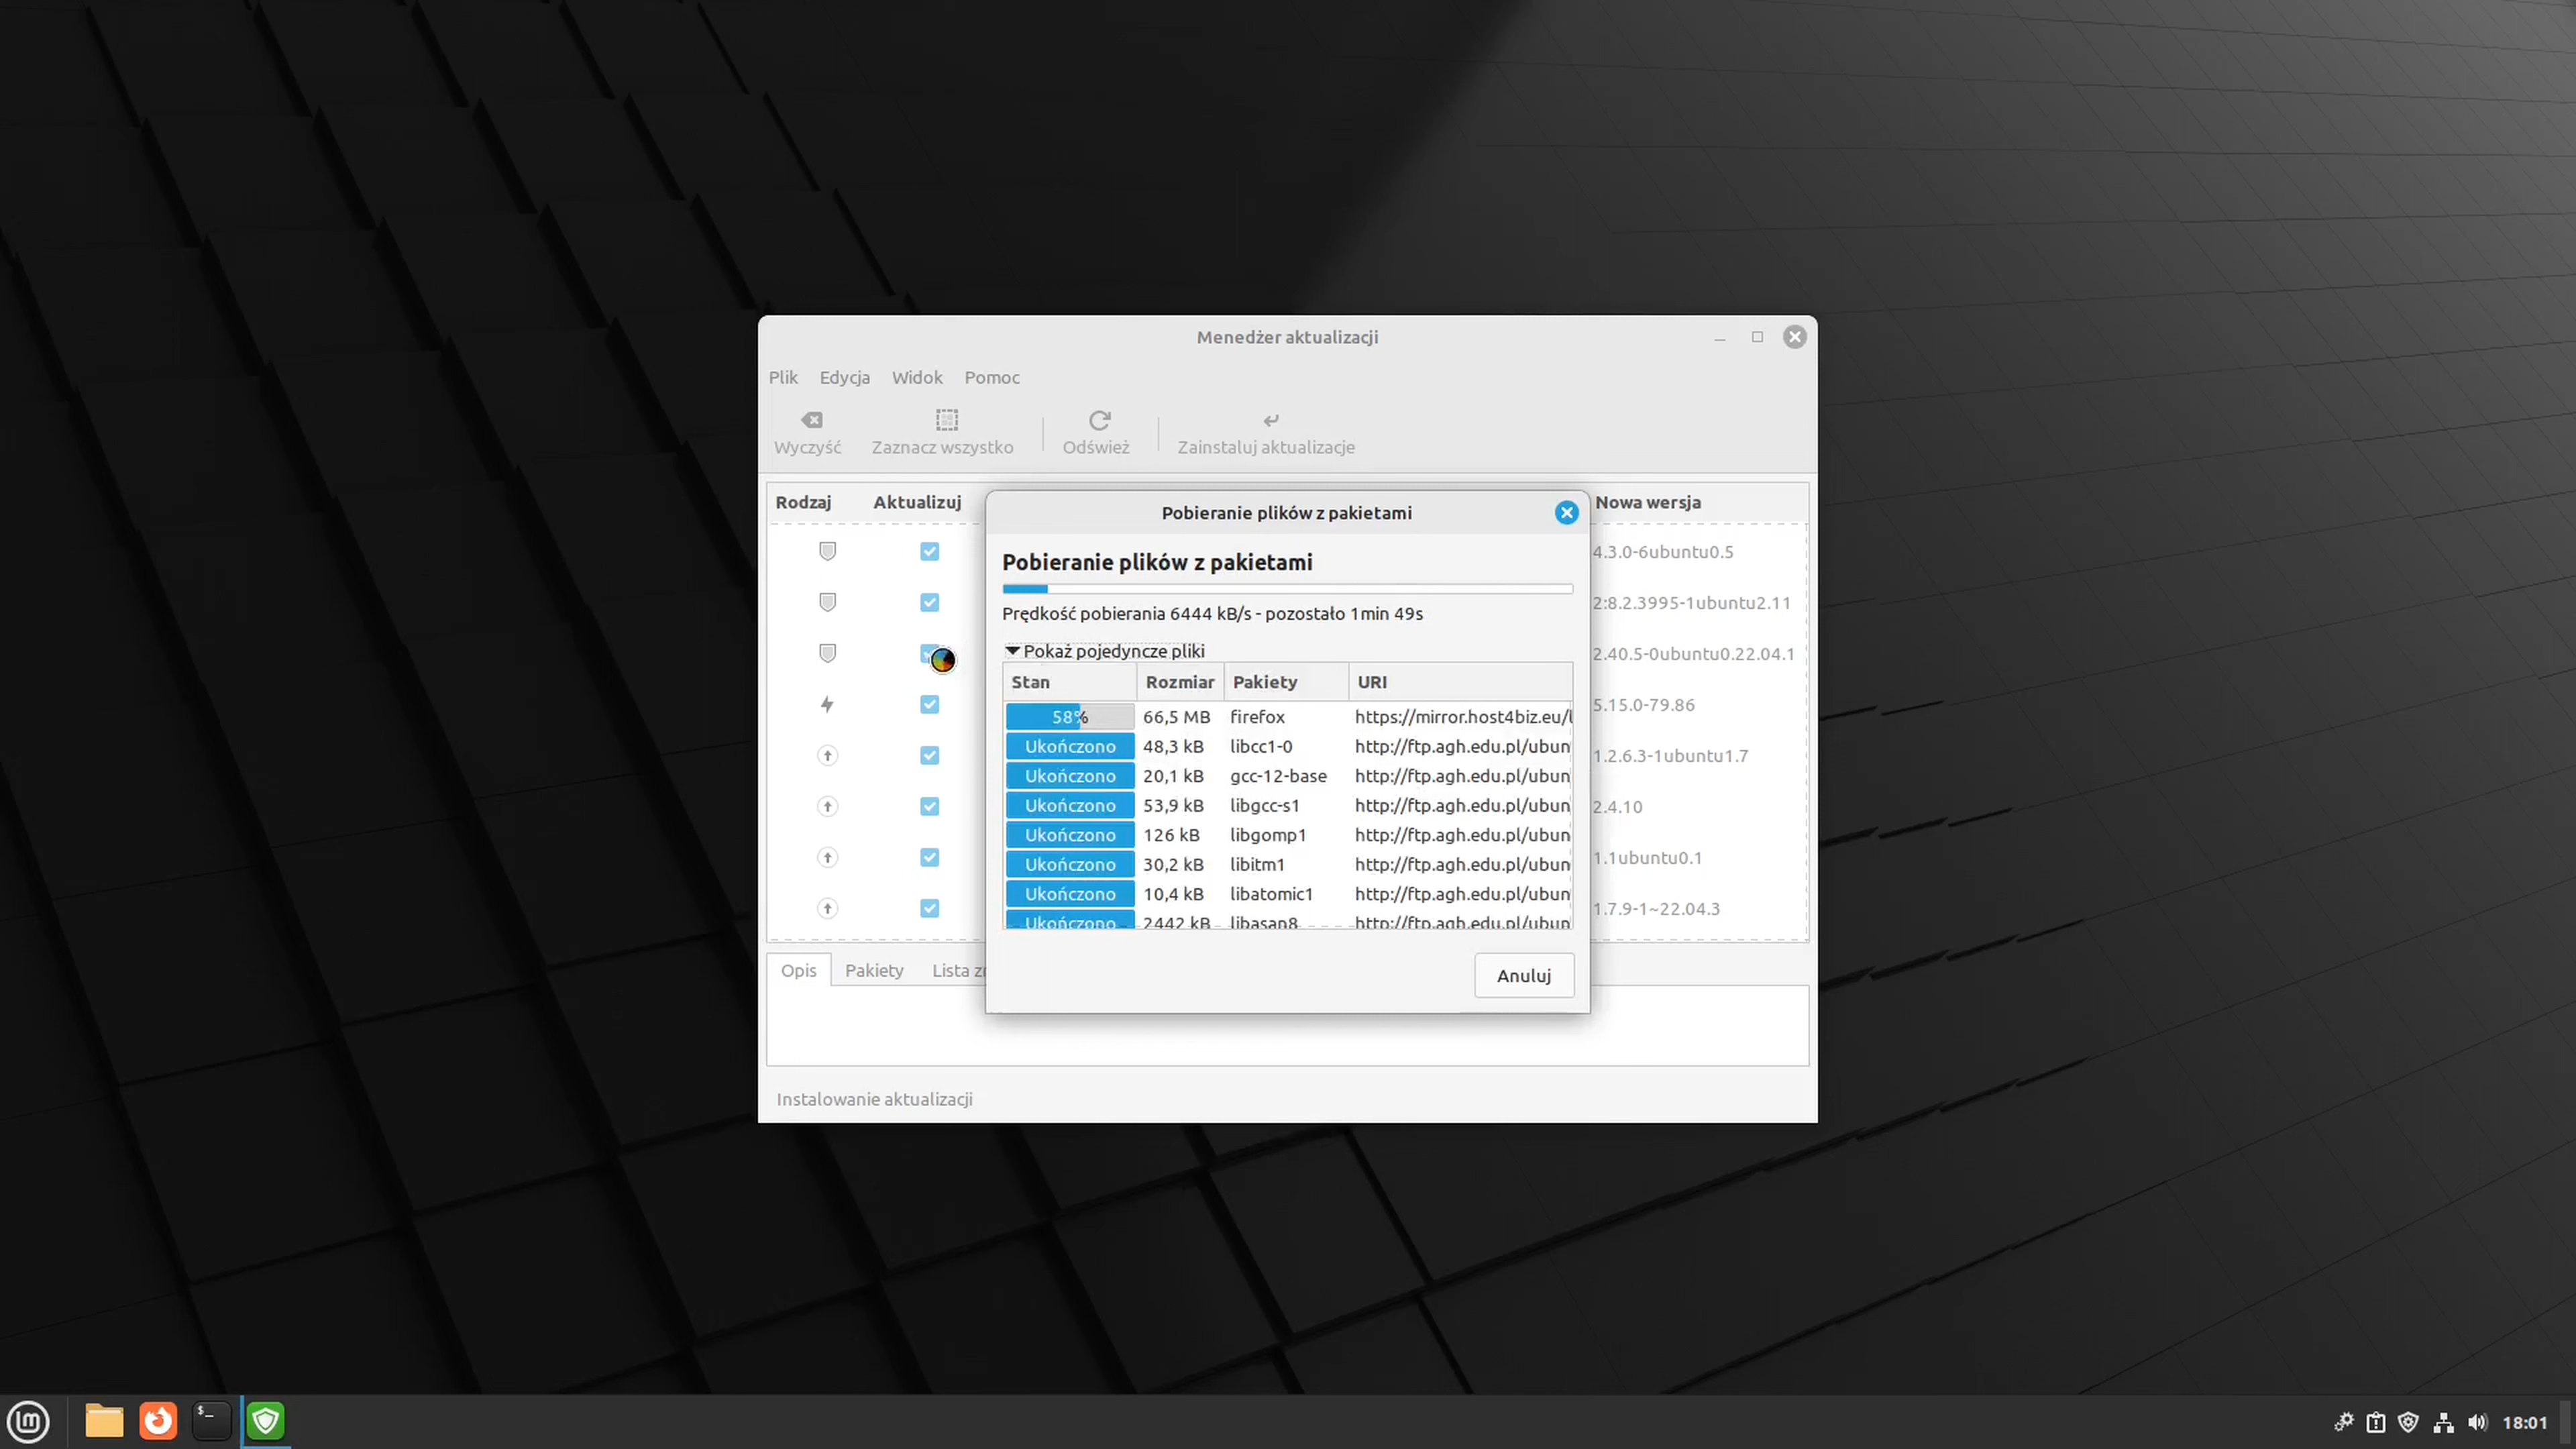 Menedżer aktualizacji
Plik Edycja Widok Pomoc
Wyczyść Zaznacz wszystko Odśwież Zainstaluj aktualizacje
Rodzaj Aktualizuj Nowa wersja
4.3.0-6ubuntu0.5
2:8.2.3995-1ubuntu2.11
2.40.5-0ubuntu0.22.04.1
5.15.0-79.86
1.2.6.3-1ubuntu1.7
2.4.10
1.1ubuntu0.1
1.7.9-1~22.04.3
Pobieranie plików z pakietami
Pobieranie plików z pakietami
Prędkość pobierania 6444 kB/s - pozostało 1min 49s
Pokaż pojedyncze pliki
Stan Rozmiar Pakiety URI
58% 66,5 MB firefox https://mirror.host4biz.eu/
Ukończono 48,3 kB libcc1-0 http://ftp.agh.edu.pl/ubun
Ukończono 20,1 kB gcc-12-base http://ftp.agh.edu.pl/ubun
Ukończono 53,9 kB libgcc-s1 http://ftp.agh.edu.pl/ubun
Ukończono 126 kB libgomp1 http://ftp.agh.edu.pl/ubun
Ukończono 30,2 kB libitm1 http://ftp.agh.edu.pl/ubun
Ukończono 10,4 kB libatomic1 http://ftp.agh.edu.pl/ubun
Ukończono 2442 kB libasan8 http://ftp.agh.edu.pl/ubun
Anuluj
Opis Pakiety Lista
Instalowanie aktualizacji
$_
18:01